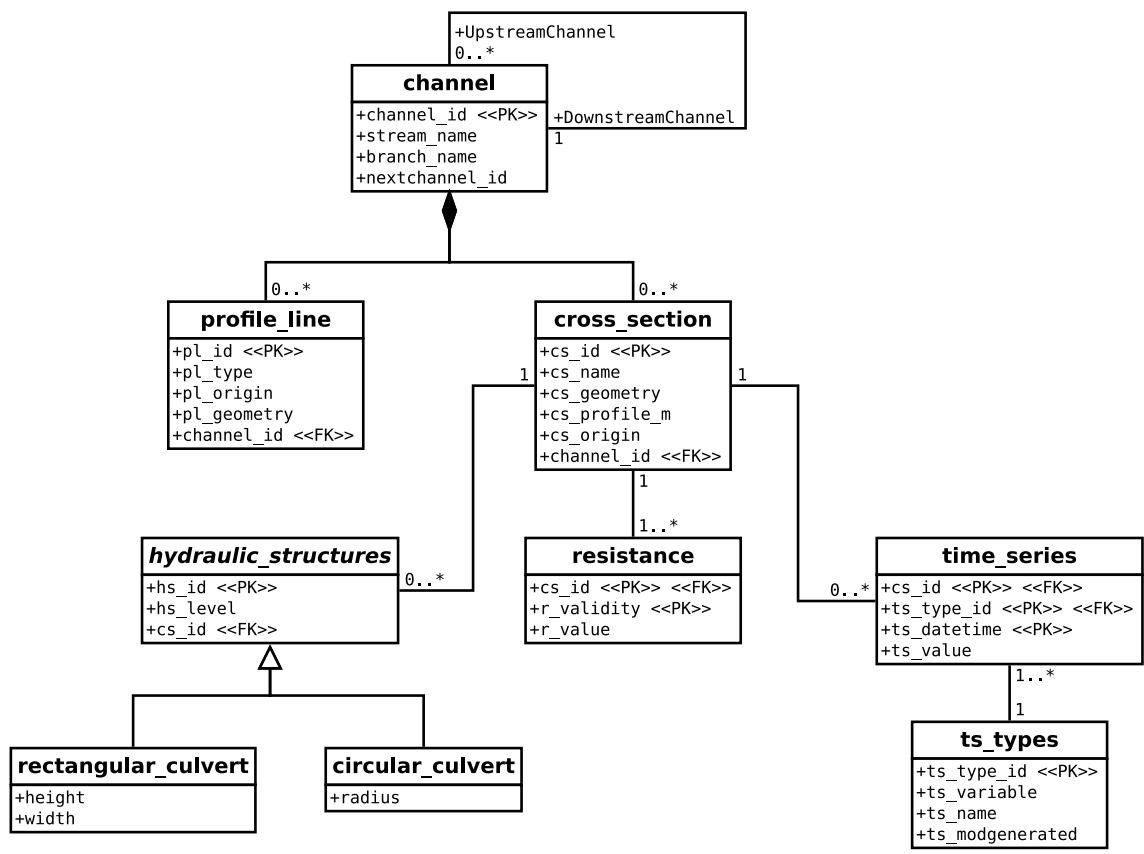 +UpstreamChannel
0..*
channel
+channel_id <<PK>>
+stream_name
+branch_name
+nextchannel_id
+DownstreamChannel
1
0..*
0..*
profile_line
+pl_id <<PK>>
+pl_type
+pl_origin
+pl_geometry
+channel_id <<FK>>
cross_section
+cs_id <<PK>>
+cs_name
+cs_geometry
+cs_profile_m
+cs_origin
+channel_id <<FK>>
1
1
1
1..*
0..*
0..*
hydraulic_structures
+hs_id <<PK>>
+hs_level
+cs_id <<FK>>
resistance
+cs_id <<PK>> <<FK>>
+r_validity <<PK>>
+r_value
time_series
+cs_id <<PK>> <<FK>>
+ts_type_id <<PK>> <<FK>>
+ts_datetime <<PK>>
+ts_value
1..*
1
rectangular_culvert
+height
+width
circular_culvert
+radius
ts_types
+ts_type_id <<PK>>
+ts_variable
+ts_name
+ts_modgenerated